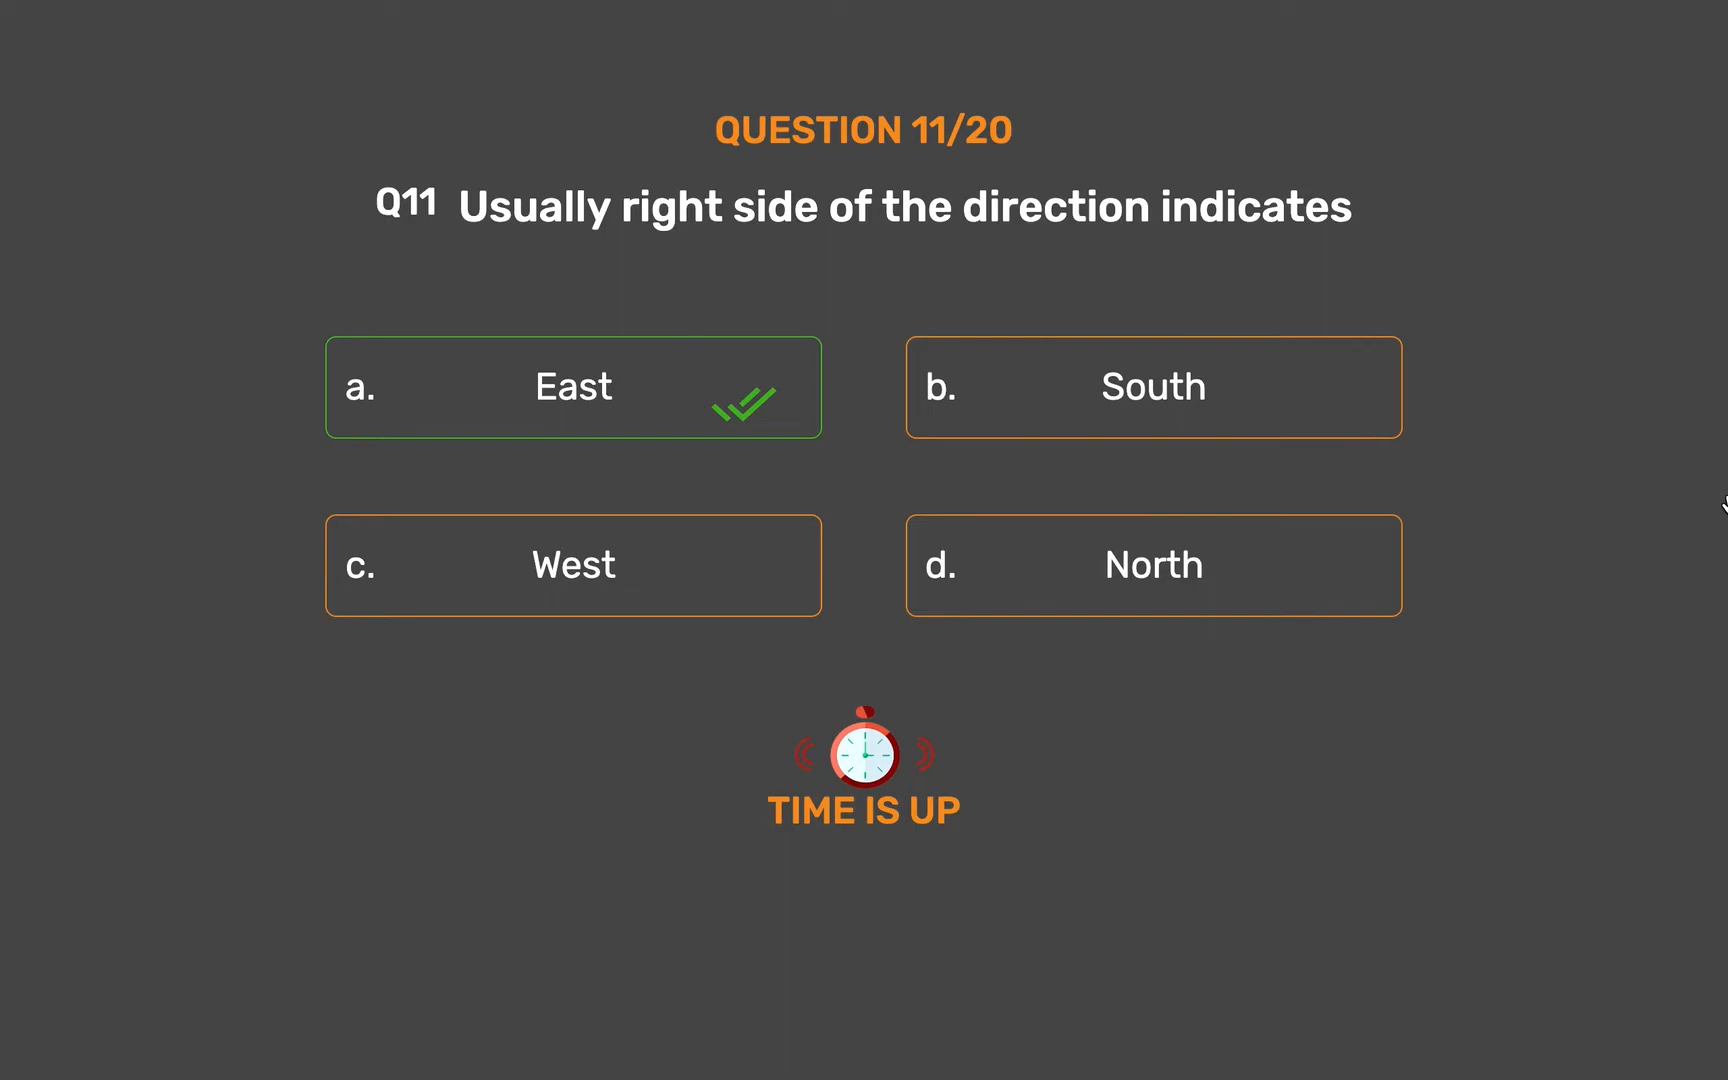 QUESTION 11/20
Q11 Usually right side of the direction indicates
a. East
b. South
c. West
d. North
TIME IS UP